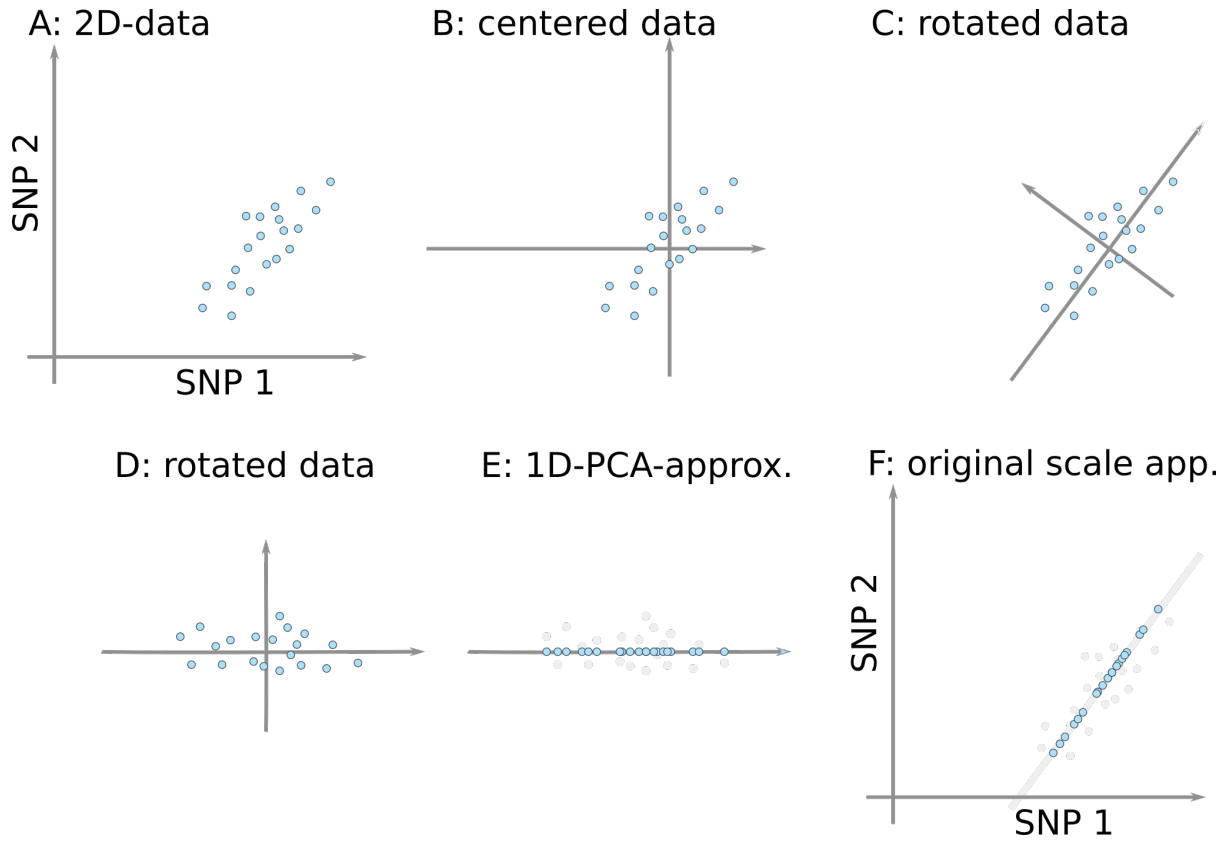 A: 2D-data
B: centered data
C: rotated data
SNP 2
SNP 1
D: rotated data
E: 1D-PCA-approx.
F: original scale app.
SNP 2
SNP 1